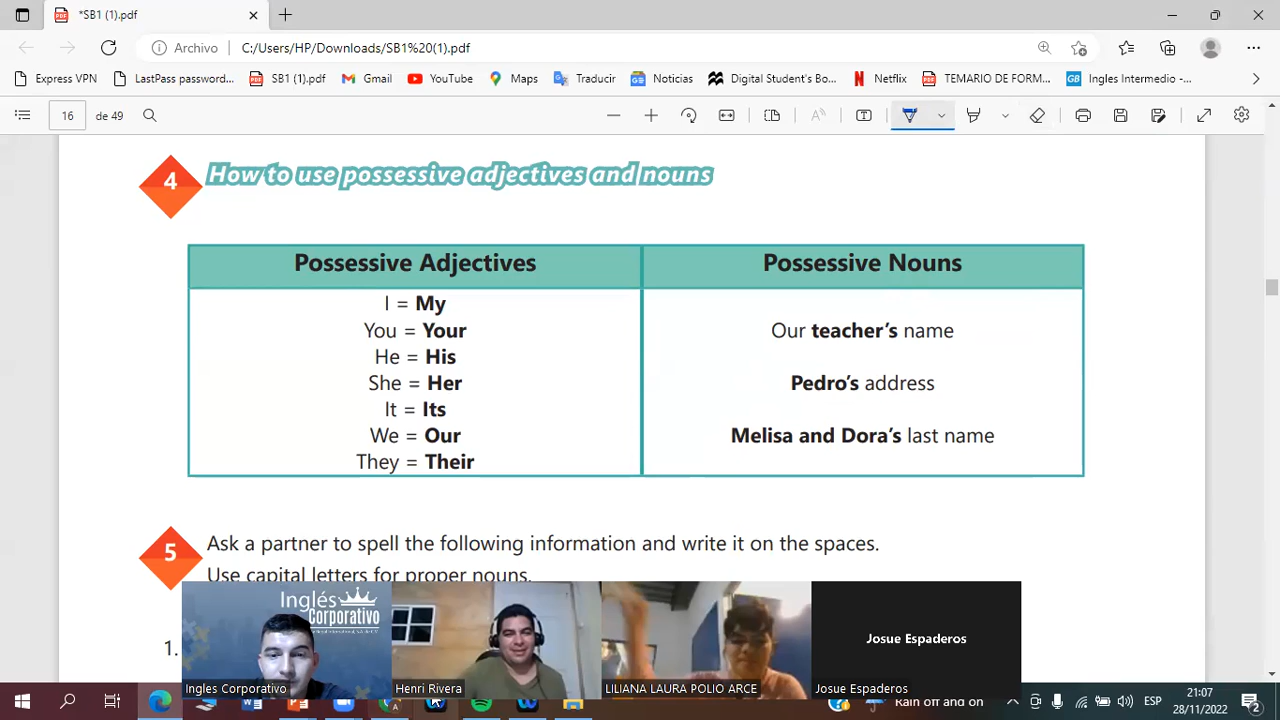 *SB1 (1).pdf
Archivo C:/Users/HP/Downloads/SB1%20(1).pdf
Express VPN LastPass password... SB1 (1).pdf Gmail YouTube Maps Traducir Noticias Digital Student's Bo... Netflix TEMARIO DE FORM... Ingles Intermedio -...
16 de 49
4 How to use possessive adjectives and nouns
Possessive Adjectives Possessive Nouns
I = My
You = Your Our teacher's name
He = His
She = Her Pedro's address
It = Its
We = Our Melisa and Dora's last name
They = Their
5 Ask a partner to spell the following information and write it on the spaces.
Use capital letters for proper nouns.
1.
Inglés
Corporativo
Josue Espaderos
Ingles Corporativo Henri Rivera LILIANA LAURA POLIO ARCE Josue Espaderos
Rain off and on ESP 21:07
28/11/2022